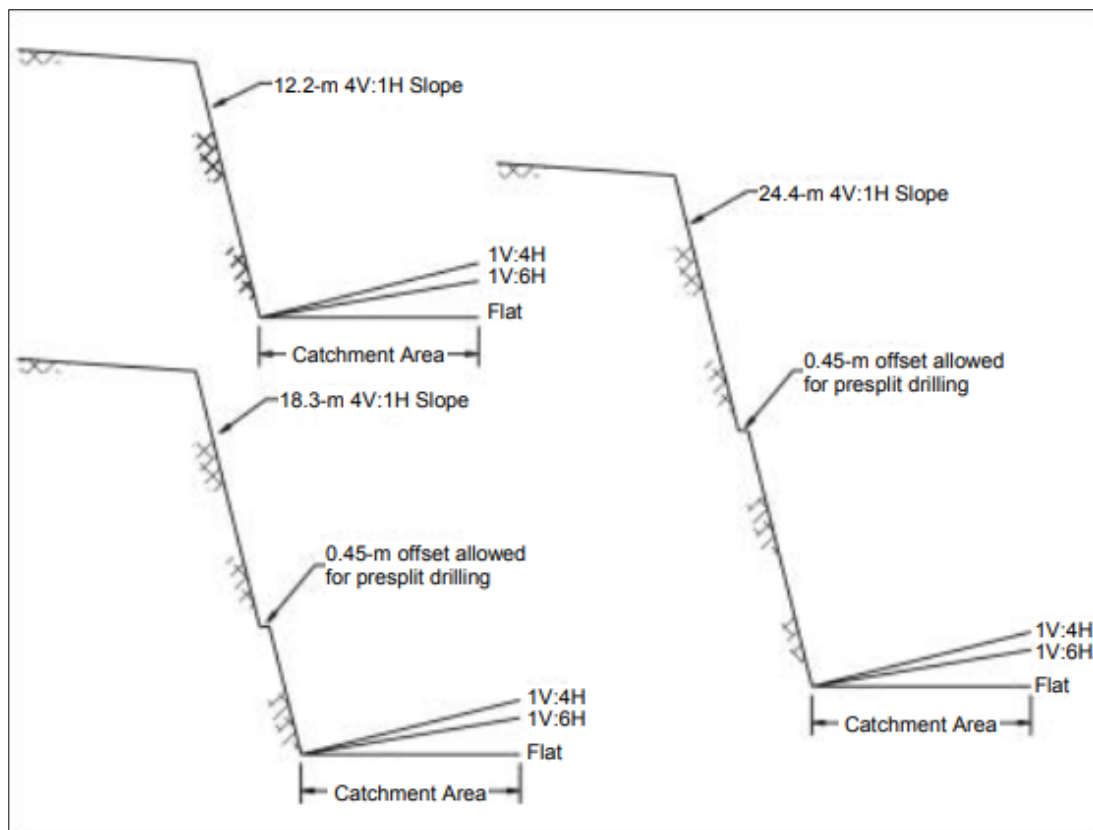 12.2-m 4V:1H Slope
1V:4H
1V:6H
Flat
Catchment Area
18.3-m 4V:1H Slope
0.45-m offset allowed
for presplit drilling
1V:4H
1V:6H
Flat
Catchment Area
24.4-m 4V:1H Slope
0.45-m offset allowed
for presplit drilling
1V:4H
1V:6H
Flat
Catchment Area